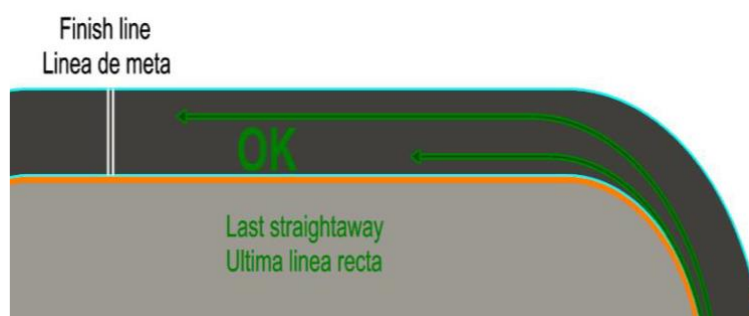 Finish line
Linea de meta
OK
Last straightaway
Ultima linea recta